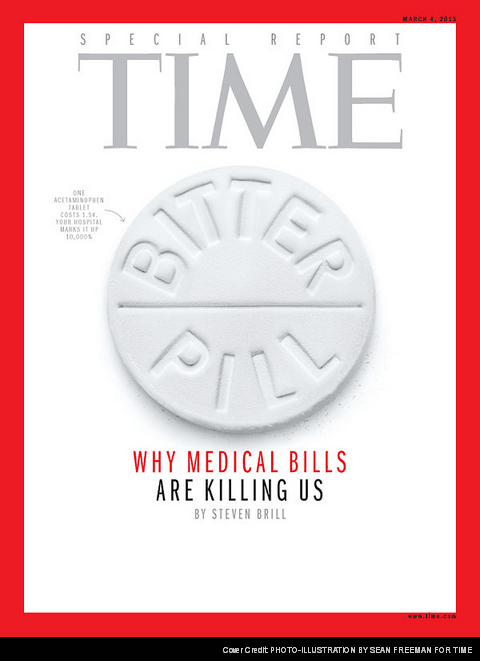 MARCH 4, 2013
SPECIAL REPORT
TIME
ONE
ACETAMINOPHEN
TABLET
COSTS 1.5¢.
YOUR HOSPITAL
MARKS IT UP
10,000%
BITTER
PILL
WHY MEDICAL BILLS
ARE KILLING US
BY STEVEN BRILL
www.time.com
Cover Credit: PHOTO-ILLUSTRATION BY SEAN FREEMAN FOR TIME